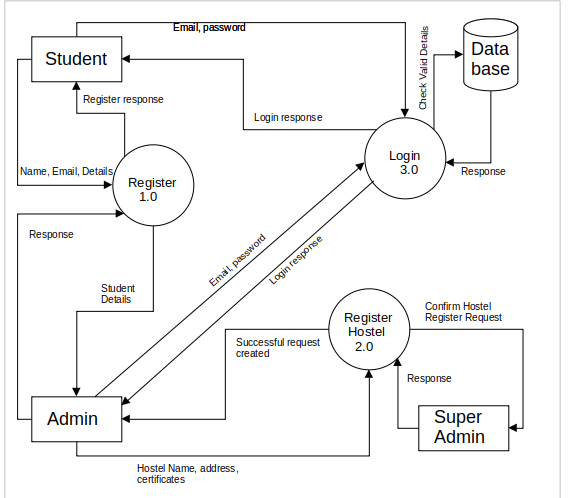 Email, password
Student
Check Valid Details
Data
base
Register response
Login response
Login
3.0
Name, Email, Details
Response
Register
1.0
Response
Email, password
Login response
Student
Details
Register
Hostel
2.0
Confirm Hostel
Register Request
Successful request
created
Response
Admin
Super
Admin
Hostel Name, address,
certificates